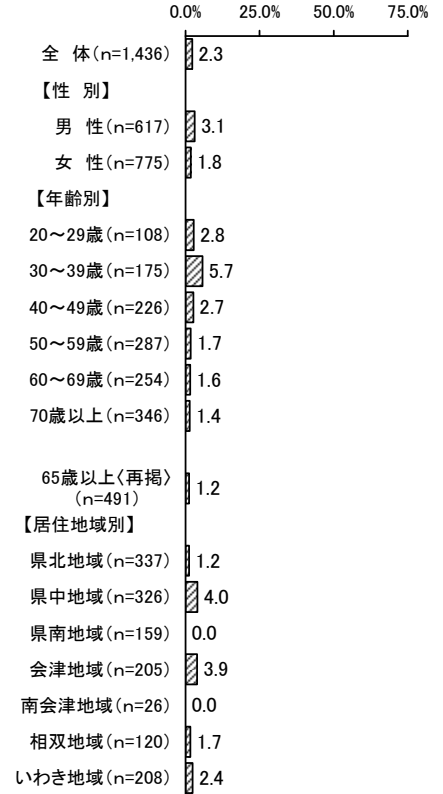 0.0% 25.0% 50.0% 75.0%
全　体(n=1,436) 2.3
【性　別】
男　性(n=617) 3.1
女　性(n=775) 1.8
【年齢別】
20～29歳(n=108) 2.8
30～39歳(n=175) 5.7
40～49歳(n=226) 2.7
50～59歳(n=287) 1.7
60～69歳(n=254) 1.6
70歳以上(n=346) 1.4
65歳以上〈再掲〉
(n=491) 1.2
【居住地域別】
県北地域(n=337) 1.2
県中地域(n=326) 4.0
県南地域(n=159) 0.0
会津地域(n=205) 3.9
南会津地域(n=26) 0.0
相双地域(n=120) 1.7
いわき地域(n=208) 2.4